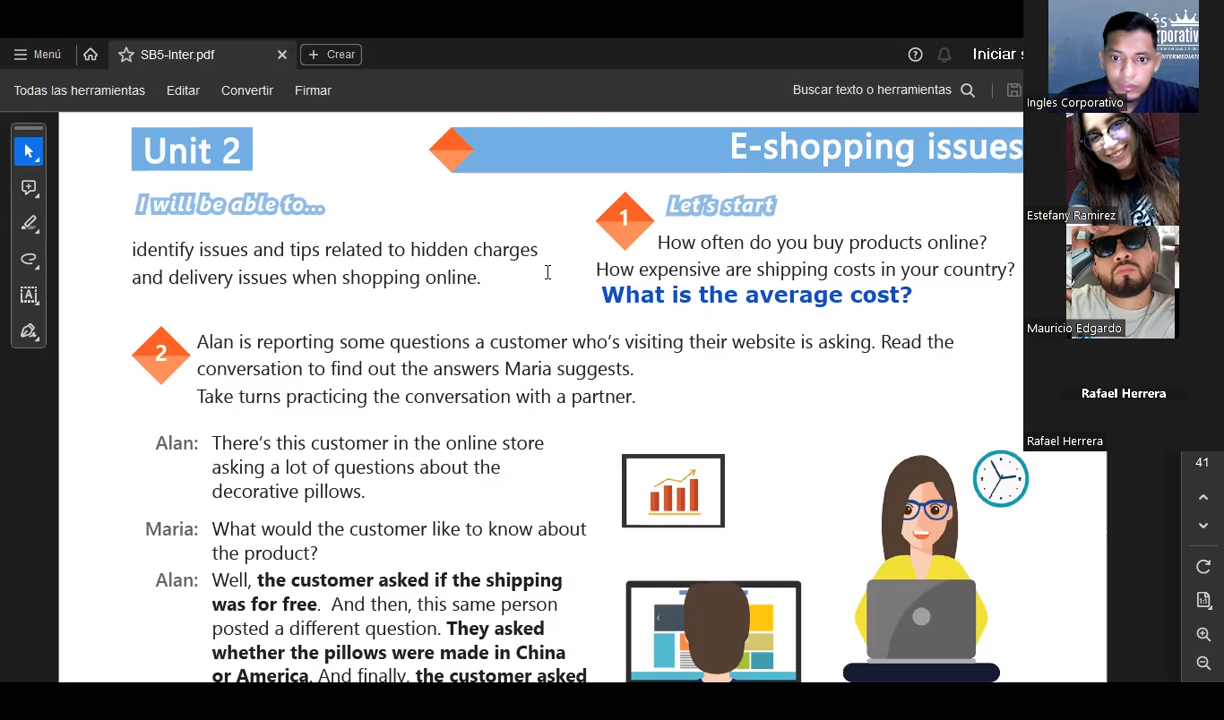 Menú
SB5-Inter.pdf
Crear
Iniciar s
Todas las herramientas
Editar
Convertir
Firmar
Buscar texto o herramientas
Unit 2
E-shopping issues
I will be able to...
identify issues and tips related to hidden charges
and delivery issues when shopping online.
1
Let's start
How often do you buy products online?
How expensive are shipping costs in your country?
What is the average cost?
2
Alan is reporting some questions a customer who's visiting their website is asking. Read the
conversation to find out the answers Maria suggests.
Take turns practicing the conversation with a partner.
Alan: There's this customer in the online store
asking a lot of questions about the
decorative pillows.
Maria: What would the customer like to know about
the product?
Alan: Well, the customer asked if the shipping
was for free. And then, this same person
posted a different question. They asked
whether the pillows were made in China
or America. And finally, the customer asked
Ingles Corporativo
Estefany Ramirez
Mauricio Edgardo
Rafael Herrera
Rafael Herrera
41